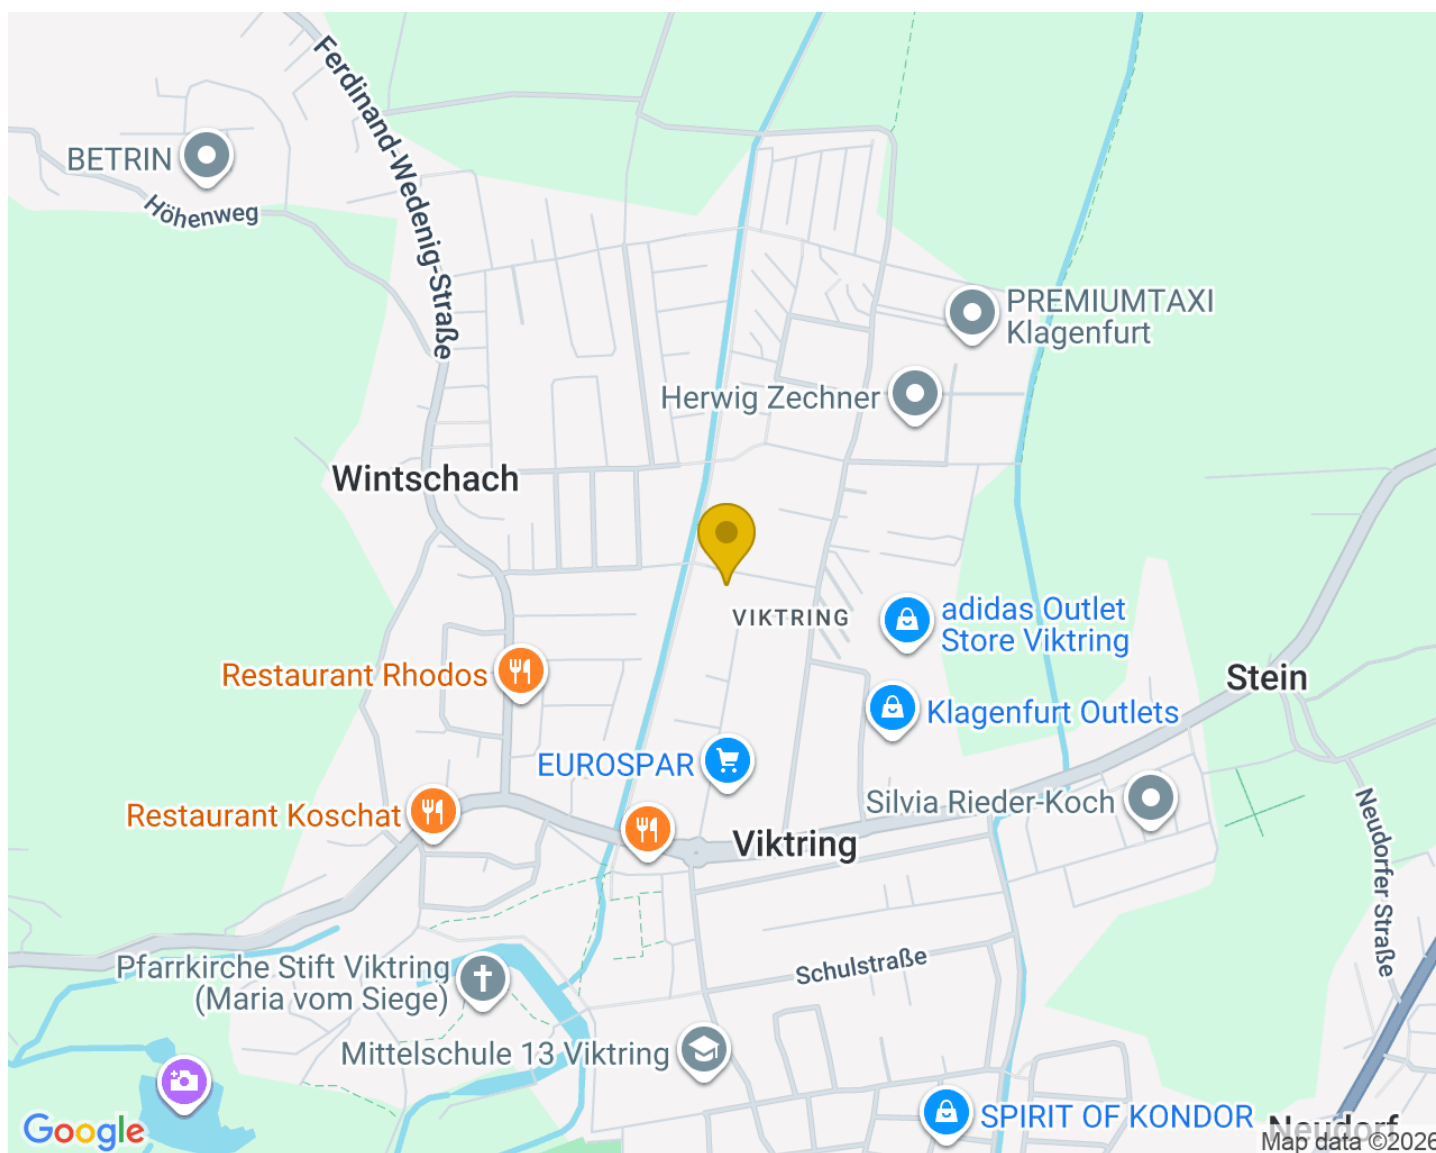 Ferdinand-Wedenig-Straße
BETRIN
Höhenweg
PREMIUMTAXI
Klagenfurt
Herwig Zechner
Wintschach
VIKTRING
adidas Outlet
Store Viktring
Restaurant Rhodos
Stein
Klagenfurt Outlets
EUROSPAR
Silvia Rieder-Koch
Restaurant Koschat
Viktring
Neudorfer Straße
Schulstraße
Pfarrkirche Stift Viktring
(Maria vom Siege)
Mittelschule 13 Viktring
SPIRIT OF KONDOR
Neudorf
Google
Map data ©2026